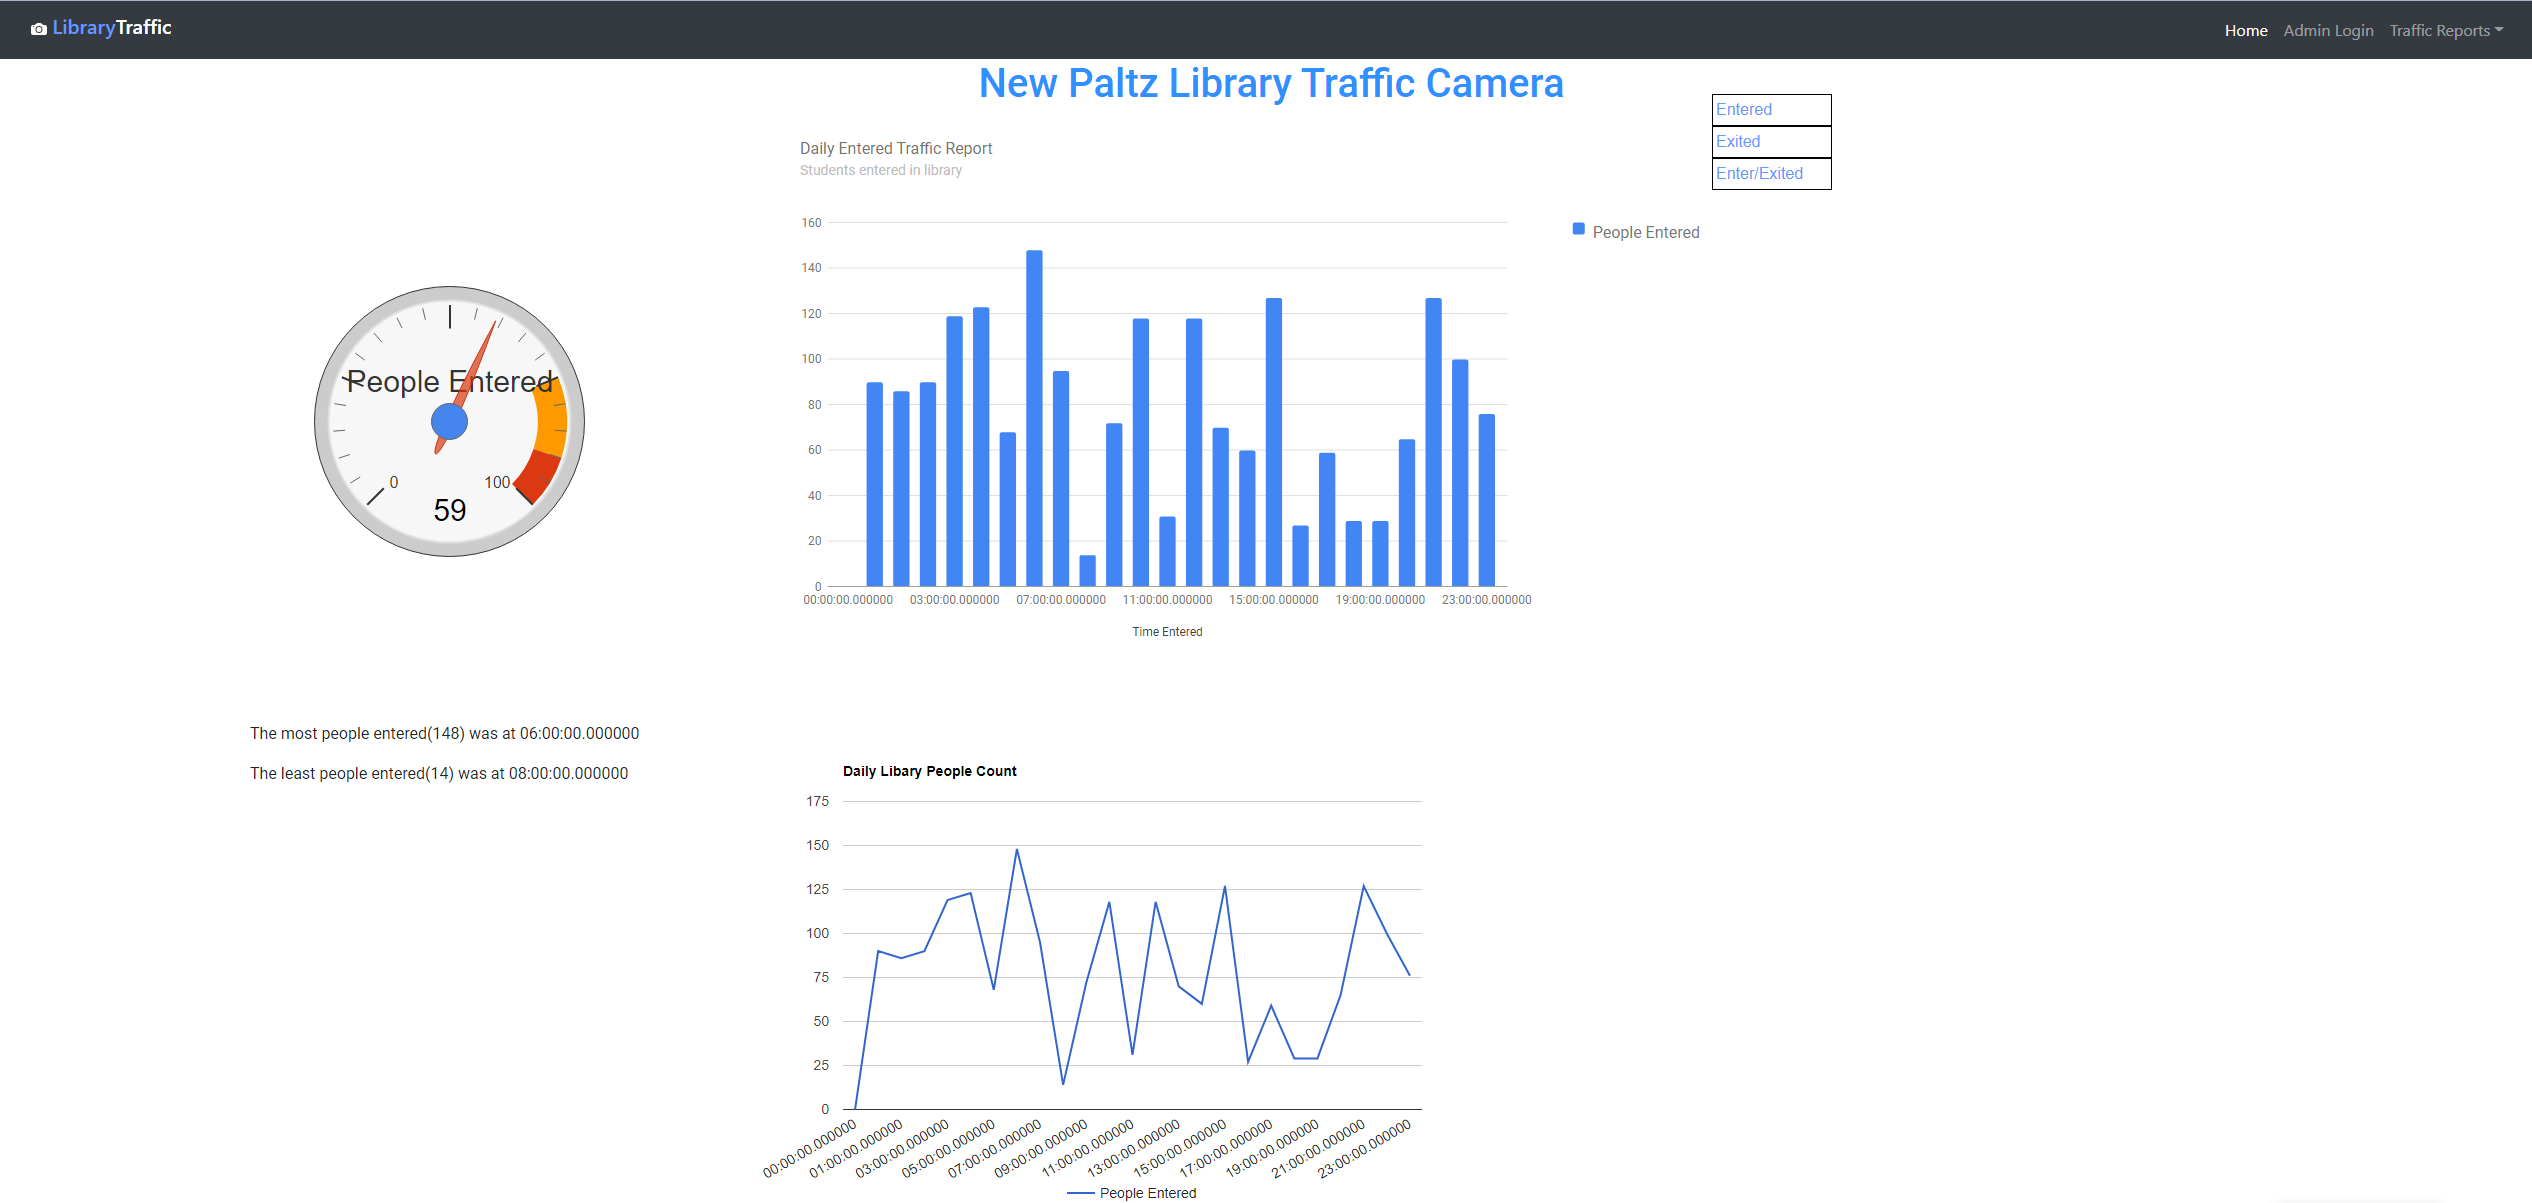 LibraryTraffic
Home Admin Login Traffic Reports
New Paltz Library Traffic Camera
Entered
Exited
Enter/Exited
Daily Entered Traffic Report
Students entered in library
160
140
120
100
80
60
40
20
0
00:00:00.000000 03:00:00.000000 07:00:00.000000 11:00:00.000000 15:00:00.000000 19:00:00.000000 23:00:00.000000
Time Entered
People Entered
People Entered
0 100
59
The most people entered(148) was at 06:00:00.000000
The least people entered(14) was at 08:00:00.000000
Daily Libary People Count
175
150
125
100
75
50
25
0
00:00:00.000000 01:00:00.000000 03:00:00.000000 05:00:00.000000 07:00:00.000000 09:00:00.000000 11:00:00.000000 13:00:00.000000 15:00:00.000000 17:00:00.000000 19:00:00.000000 21:00:00.000000 23:00:00.000000
People Entered